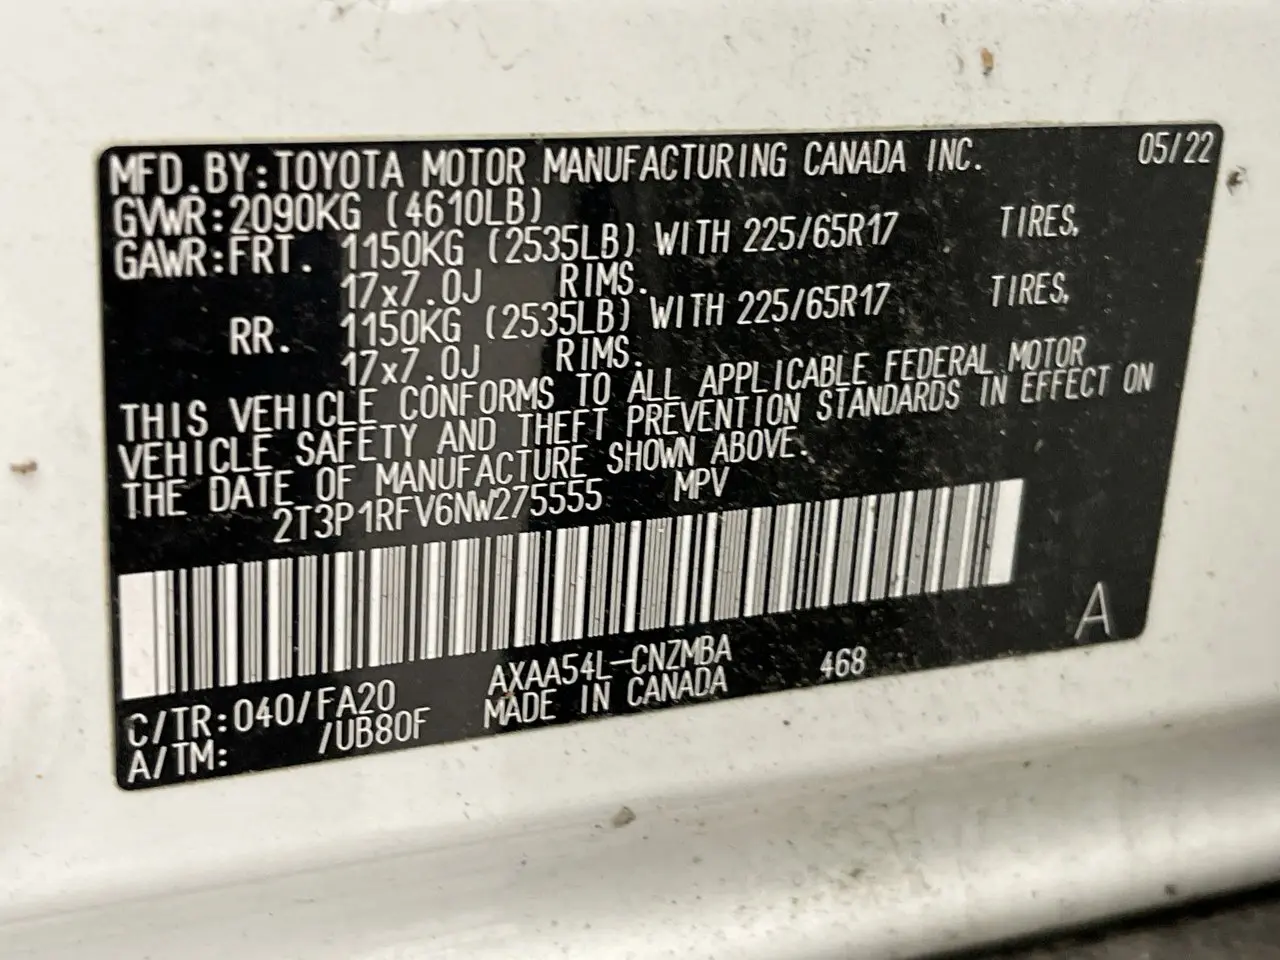 MFD.BY:TOYOTA MOTOR MANUFACTURING CANADA INC. 05/22
GVWR:2090KG (4610LB)
GAWR:FRT. 1150KG (2535LB) WITH 225/65R17 TIRES,
17x7.0J RIMS.
RR. 1150KG (2535LB) WITH 225/65R17 TIRES,
17x7.0J RIMS.
THIS VEHICLE CONFORMS TO ALL APPLICABLE FEDERAL MOTOR
VEHICLE SAFETY AND THEFT PREVENTION STANDARDS IN EFFECT ON
THE DATE OF MANUFACTURE SHOWN ABOVE.
2T3P1RFV6NW275555 MPV
A
AXAA54L-CNZMBA 468
C/TR:040/FA20 MADE IN CANADA
A/TM: /UB80F